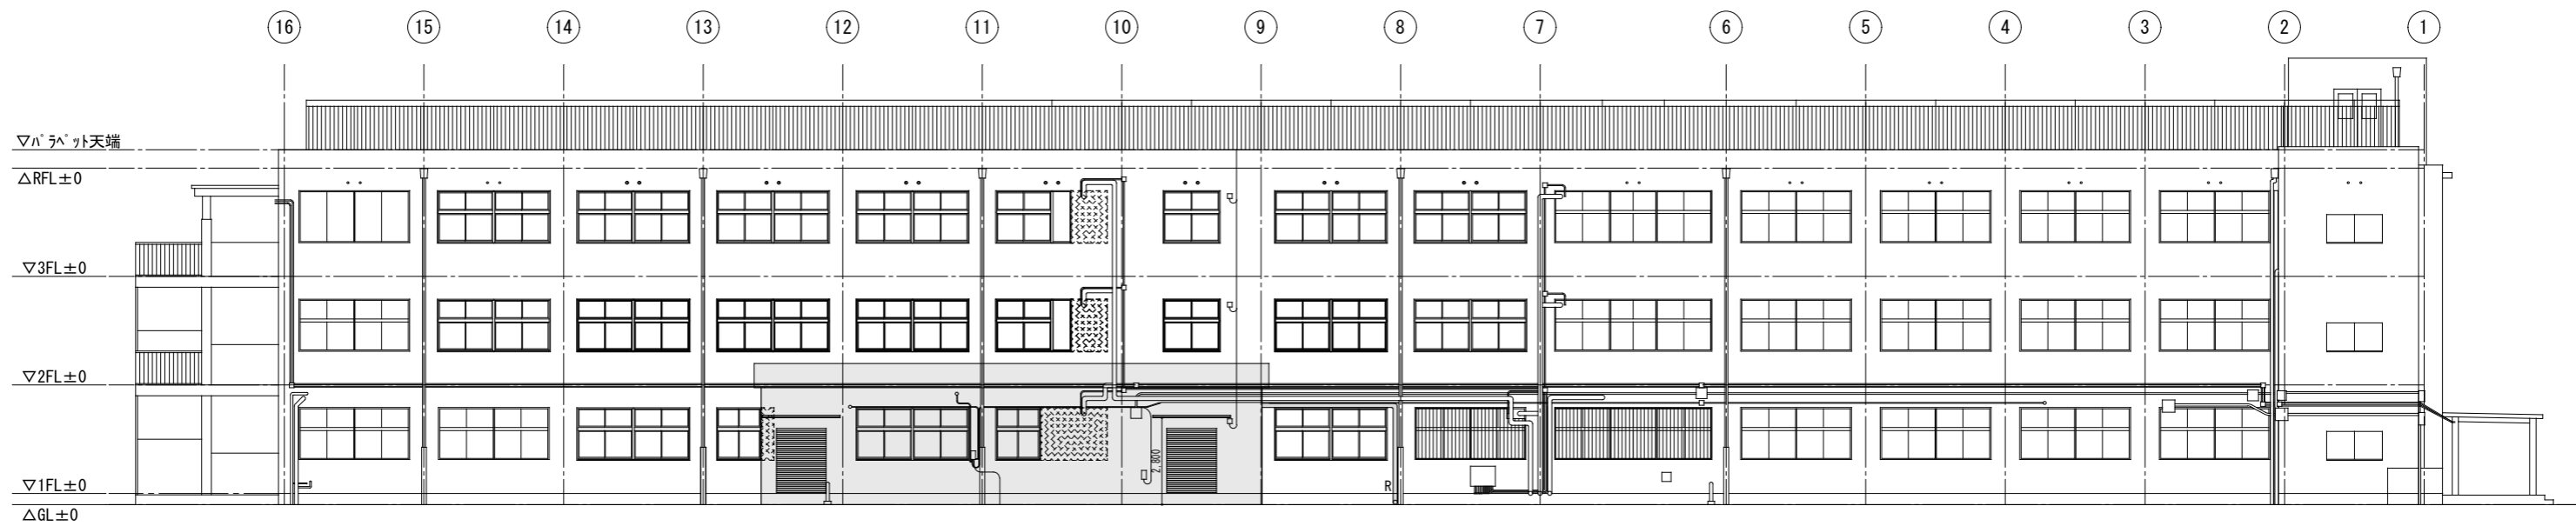 16 15 14 13 12 11 10 9 8 7 6 5 4 3 2 1
▽ﾊﾟﾗﾍﾟｯﾄ天端
△RFL±0
▽3FL±0
▽2FL±0
2,800
▽1FL±0
R
△GL±0